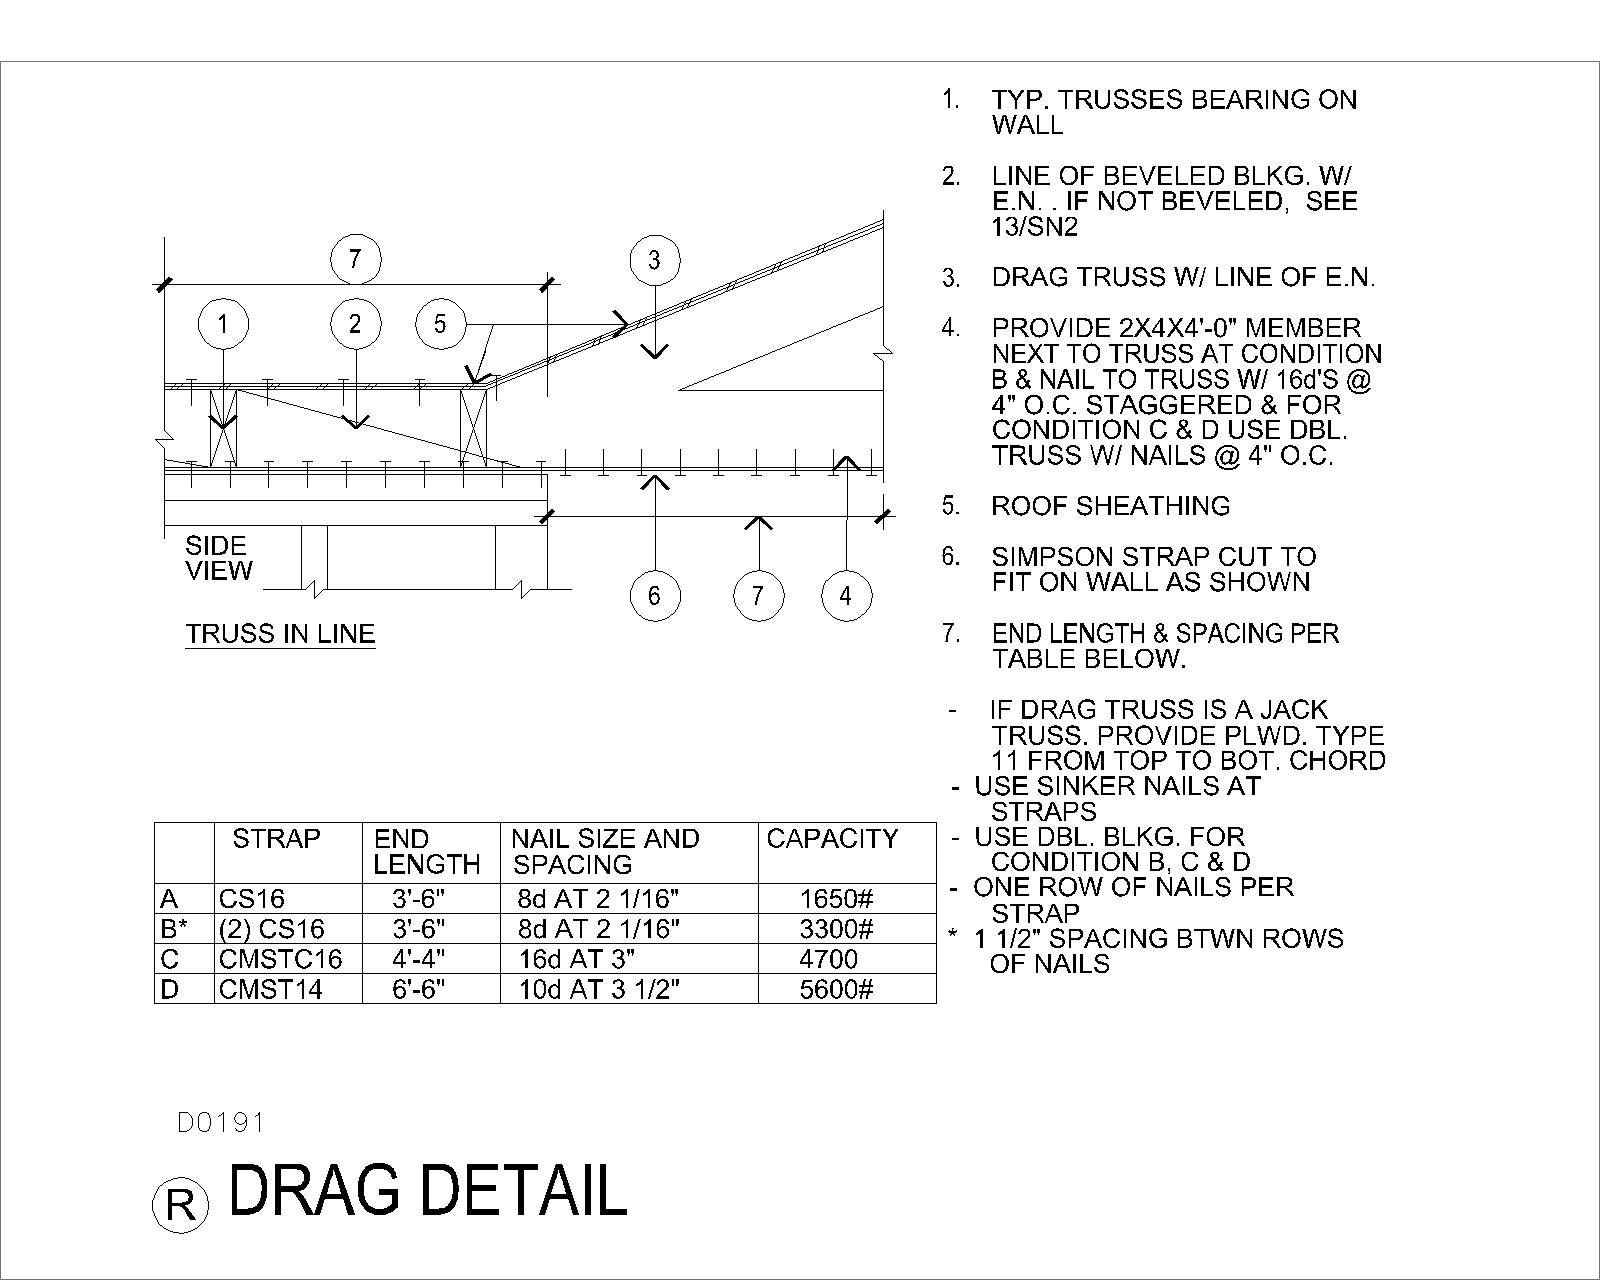 1. TYP. TRUSSES BEARING ON
WALL
2. LINE OF BEVELED BLKG. W/
E.N. . IF NOT BEVELED, SEE
13/SN2
3. DRAG TRUSS W/ LINE OF E.N.
4. PROVIDE 2X4X4'-0" MEMBER
NEXT TO TRUSS AT CONDITION
B & NAIL TO TRUSS W/ 16d'S @
4" O.C. STAGGERED & FOR
CONDITION C & D USE DBL.
TRUSS W/ NAILS @ 4" O.C.
5. ROOF SHEATHING
6. SIMPSON STRAP CUT TO
FIT ON WALL AS SHOWN
7. END LENGTH & SPACING PER
TABLE BELOW.
- IF DRAG TRUSS IS A JACK
TRUSS. PROVIDE PLWD. TYPE
11 FROM TOP TO BOT. CHORD
- USE SINKER NAILS AT
STRAPS
- USE DBL. BLKG. FOR
CONDITION B, C & D
- ONE ROW OF NAILS PER
STRAP
* 1 1/2" SPACING BTWN ROWS
OF NAILS
7
3
1
2
5
6
7
4
SIDE
VIEW
TRUSS IN LINE
STRAP END NAIL SIZE AND CAPACITY
LENGTH SPACING
A CS16 3'-6" 8d AT 2 1/16" 1650#
B* (2) CS16 3'-6" 8d AT 2 1/16" 3300#
C CMSTC16 4'-4" 16d AT 3" 4700
D CMST14 6'-6" 10d AT 3 1/2" 5600#
D0191
R DRAG DETAIL